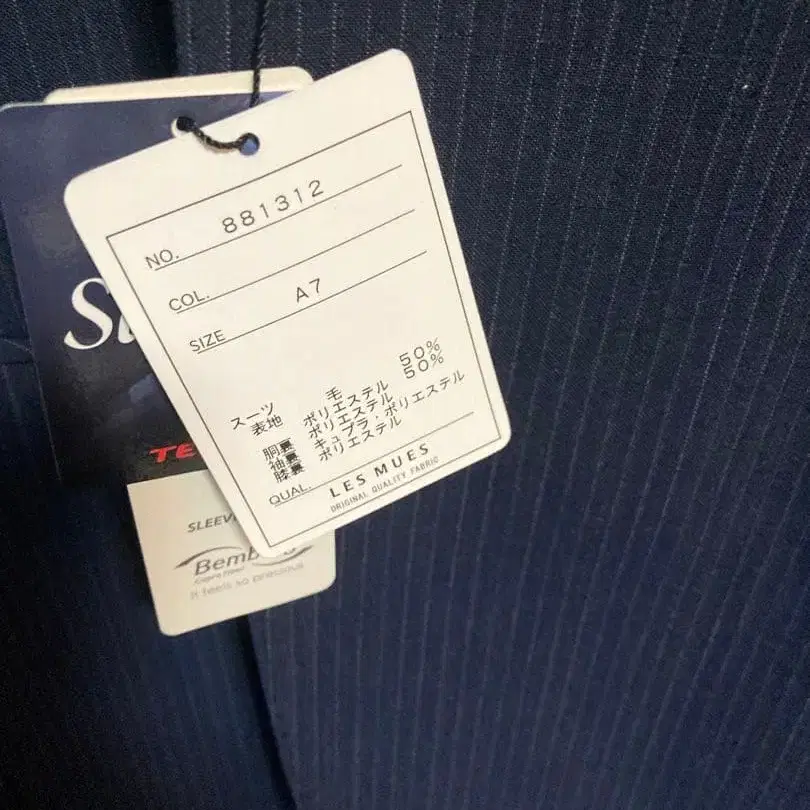 NO. 881312
COL.
SIZE A7
スーツ
表地 毛 50%
ポリエステル 50%
胴裏 ポリエステル
袖裏 キュプラ・ポリエステル
膝裏 ポリエステル
QUAL. LES MUES
ORIGINAL QUALITY FABRIC
TE
It feels so precious